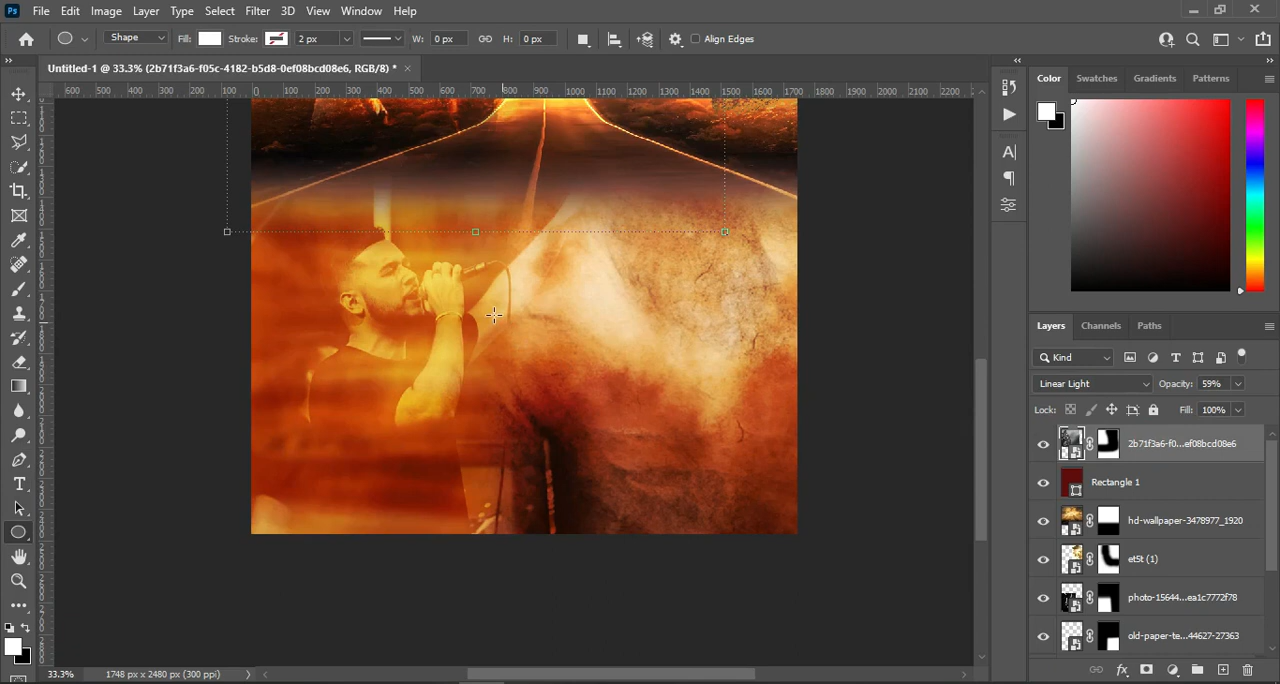 Ps File Edit Image Layer Type Select Filter 3D View Window Help
Shape Fill: Stroke: 2 px W: 0 px H: 0 px Align Edges
Untitled-1 @ 33.3% (2b71f3a6-f05c-4182-b5d8-0ef08bcd08e6, RGB/8) *
600 500 400 300 200 100 0 100 200 300 400 500 600 700 800 900 1000 1100 1200 1300 1400 1500 1600 1700 1800 1900 2000 2100 2200
Color Swatches Gradients Patterns
Layers Channels Paths
Kind
Linear Light Opacity: 59%
Lock: Fill: 100%
2b71f3a6-f0...ef08bcd08e6
Rectangle 1
hd-wallpaper-3478977_1920
et5t (1)
photo-15644...ea1c7772f78
old-paper-te...44627-27363
33.3% 1748 px x 2480 px (300 ppi)